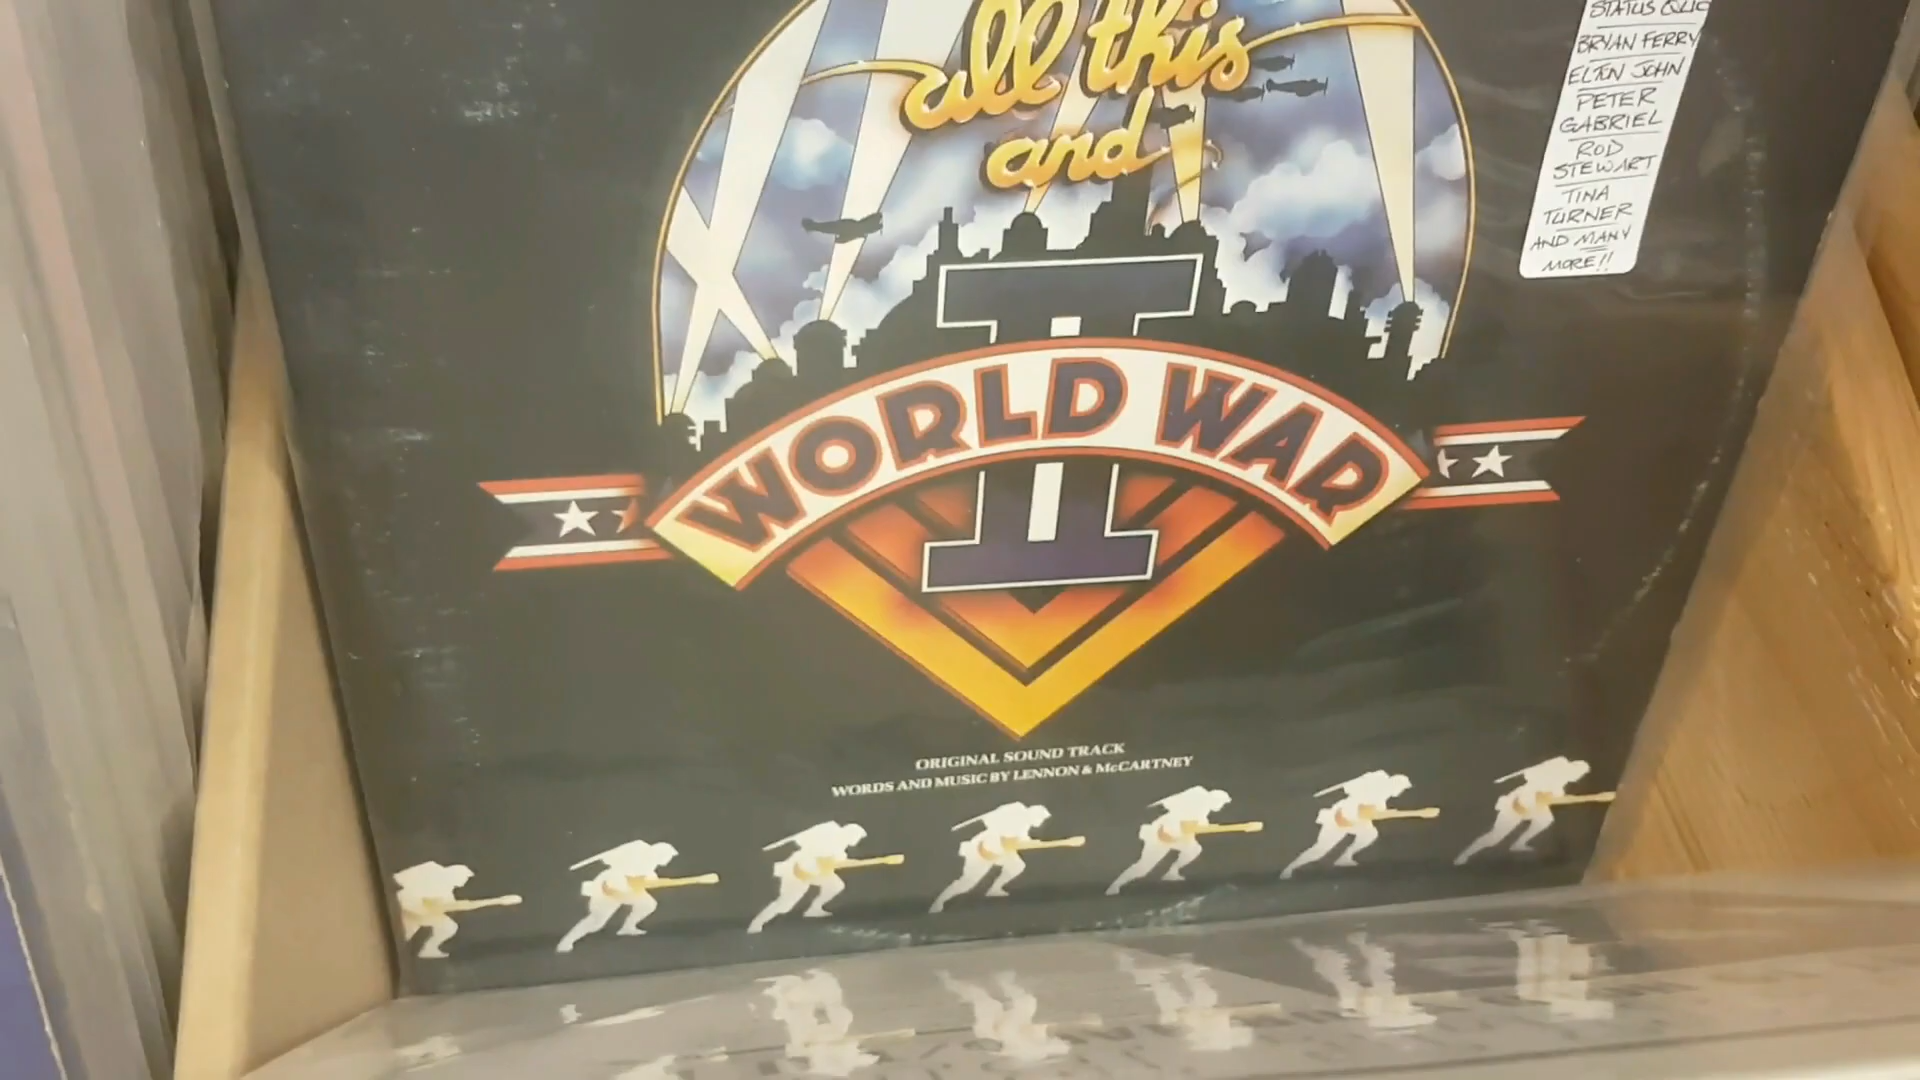 all this
and
II
WORLD WAR
ORIGINAL SOUND TRACK
WORDS AND MUSIC BY LENNON & McCARTNEY
STATUS QUO
BRYAN FERRY
ELTON JOHN
PETER
GABRIEL
ROD
STEWART
TINA
TURNER
AND MANY
MORE!!